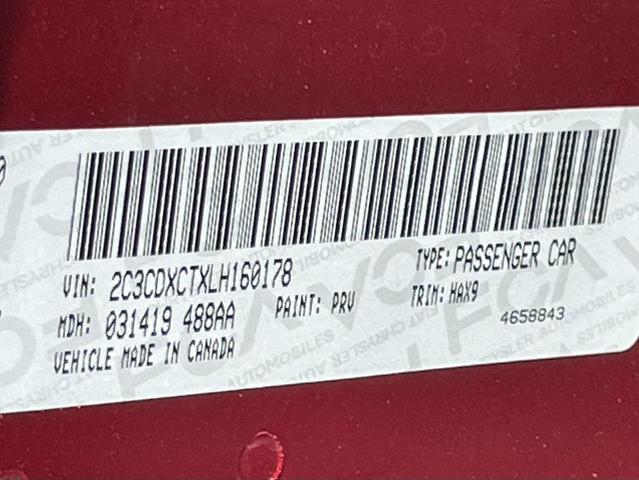 VIN: 2C3CDXCTXLH160178
TYPE: PASSENGER CAR
MDH: 031419 488AA
PAINT: PRV
TRIM: HAX9
VEHICLE MADE IN CANADA
4658843